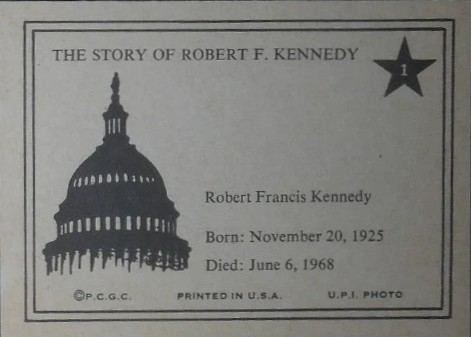 THE STORY OF ROBERT F. KENNEDY
1
Robert Francis Kennedy
Born: November 20, 1925
Died: June 6, 1968
©P.C.G.C. PRINTED IN U.S.A. U.P.I. PHOTO